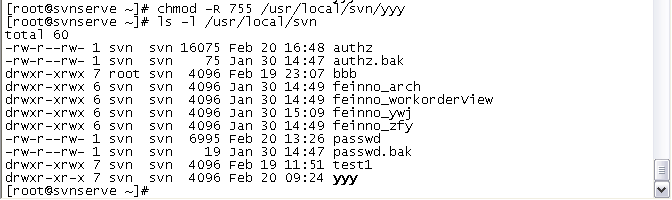 [root@svnserve ~]# chmod -R 755 /usr/local/svn/yyy
[root@svnserve ~]# ls -l /usr/local/svn
total 60
-rw-r--rw- 1 svn  svn 16075 Feb 20 16:48 authz
-rw-r--rw- 1 svn  svn    75 Jan 30 14:47 authz.bak
drwxr-xrwx 7 root svn  4096 Feb 19 23:07 bbb
drwxr-xrwx 6 svn  svn  4096 Jan 30 14:49 feinno_arch
drwxr-xrwx 6 svn  svn  4096 Jan 30 14:49 feinno_workorderview
drwxr-xrwx 6 svn  svn  4096 Jan 30 15:09 feinno_ywj
drwxr-xrwx 6 svn  svn  4096 Jan 30 14:49 feinno_zfy
-rw-r--rw- 1 svn  svn  6995 Feb 20 13:26 passwd
-rw-r--rw- 1 svn  svn    19 Jan 30 14:47 passwd.bak
drwxr-xrwx 7 svn  svn  4096 Feb 19 11:51 test1
drwxr-xr-x 7 svn  svn  4096 Feb 20 09:24 yyy
[root@svnserve ~]#